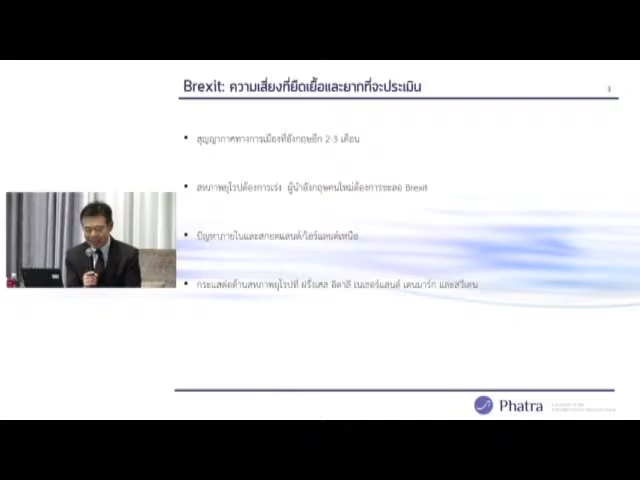 Brexit: ความเสี่ยงที่ยืดเยื้อและยากที่จะประเมิน
• สุญญากาศทางการเมืองที่อังกฤษอีก 2-3 เดือน
• สหภาพยุโรปต้องการเร่ง ผู้นำอังกฤษคนใหม่ต้องการชะลอ Brexit
• ปัญหาภายในและสกอตแลนด์/ไอร์แลนด์เหนือ
• กระแสต่อต้านสหภาพยุโรปที่ ฝรั่งเศส อิตาลี เนเธอร์แลนด์ เดนมาร์ก และสวีเดน
Phatra